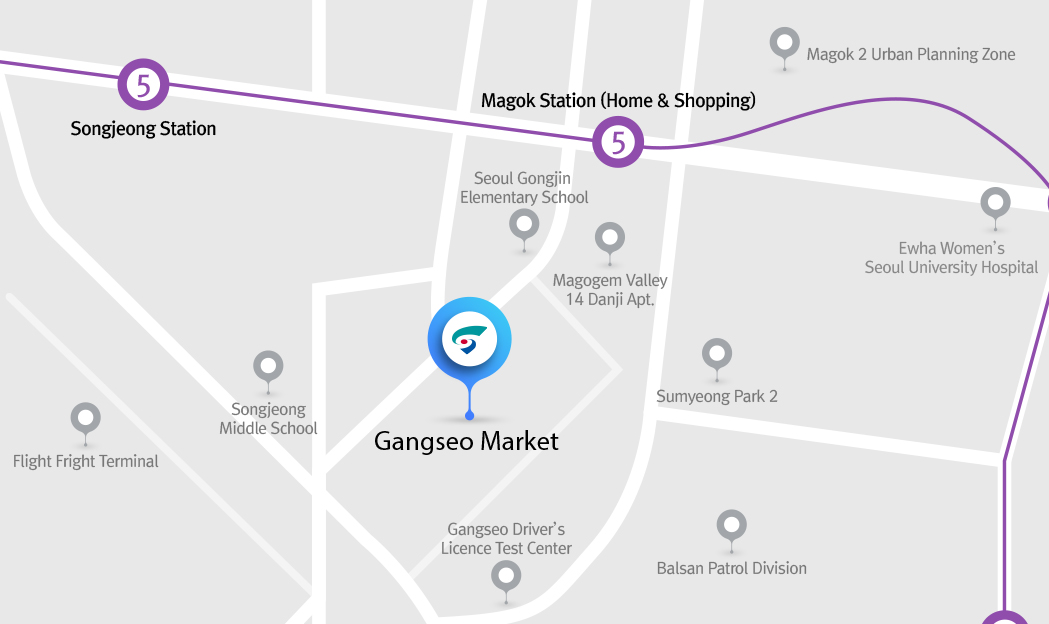 Magok 2 Urban Planning Zone
5
Magok Station (Home & Shopping)
Songjeong Station
5
Seoul Gongjin
Elementary School
Ewha Women's
Seoul University Hospital
Magogem Valley
14 Danji Apt.
Sumyeong Park 2
Songjeong
Middle School
Gangseo Market
Flight Fright Terminal
Gangseo Driver's
Licence Test Center
Balsan Patrol Division